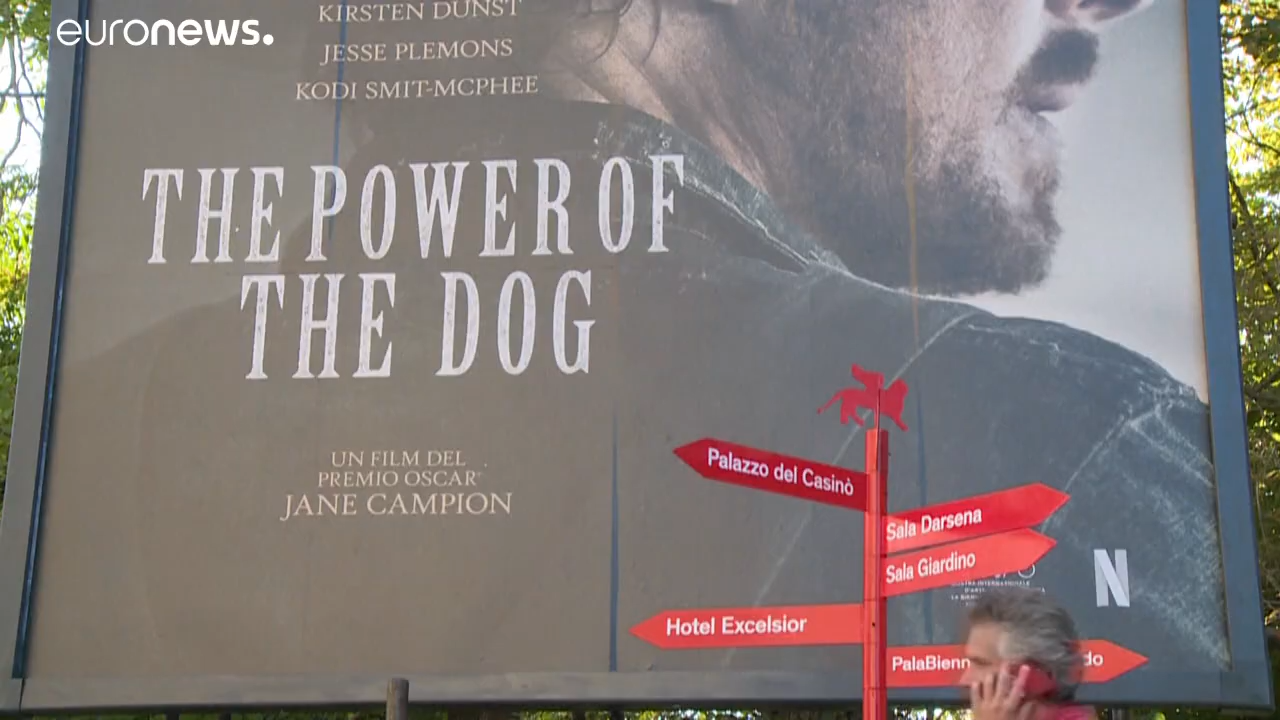 euronews.
KIRSTEN DUNST
JESSE PLEMONS
KODI SMIT-MCPHEE
THE POWER OF
THE DOG
UN FILM DEL
PREMIO OSCAR
JANE CAMPION
Palazzo del Casinò
Sala Darsena
Sala Giardino
Hotel Excelsior
N